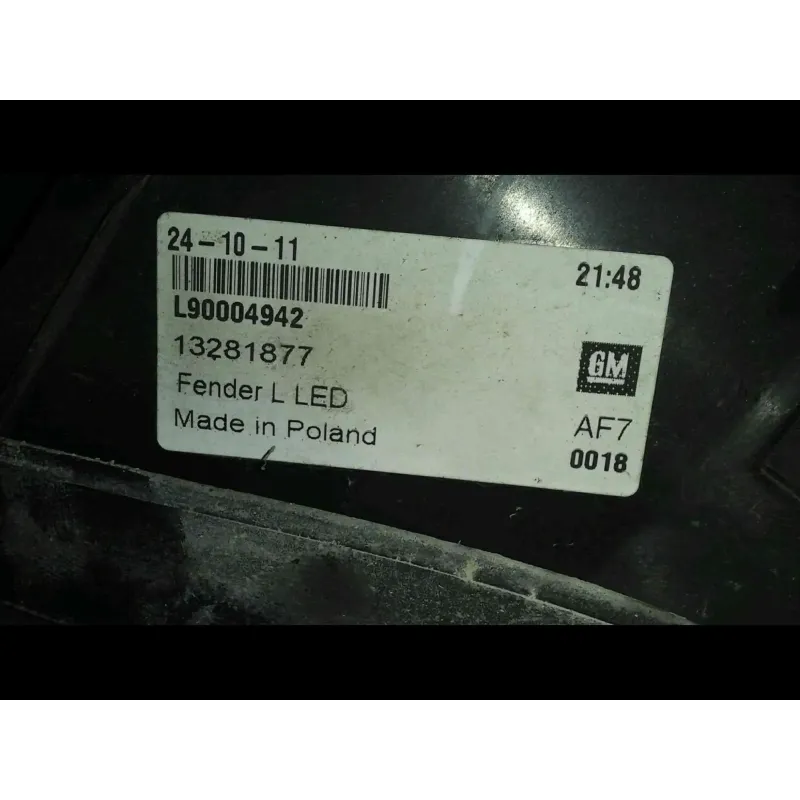 24-10-11 21:48
L90004942
13281877
GM
Fender L LED
Made in Poland
AF7
0018